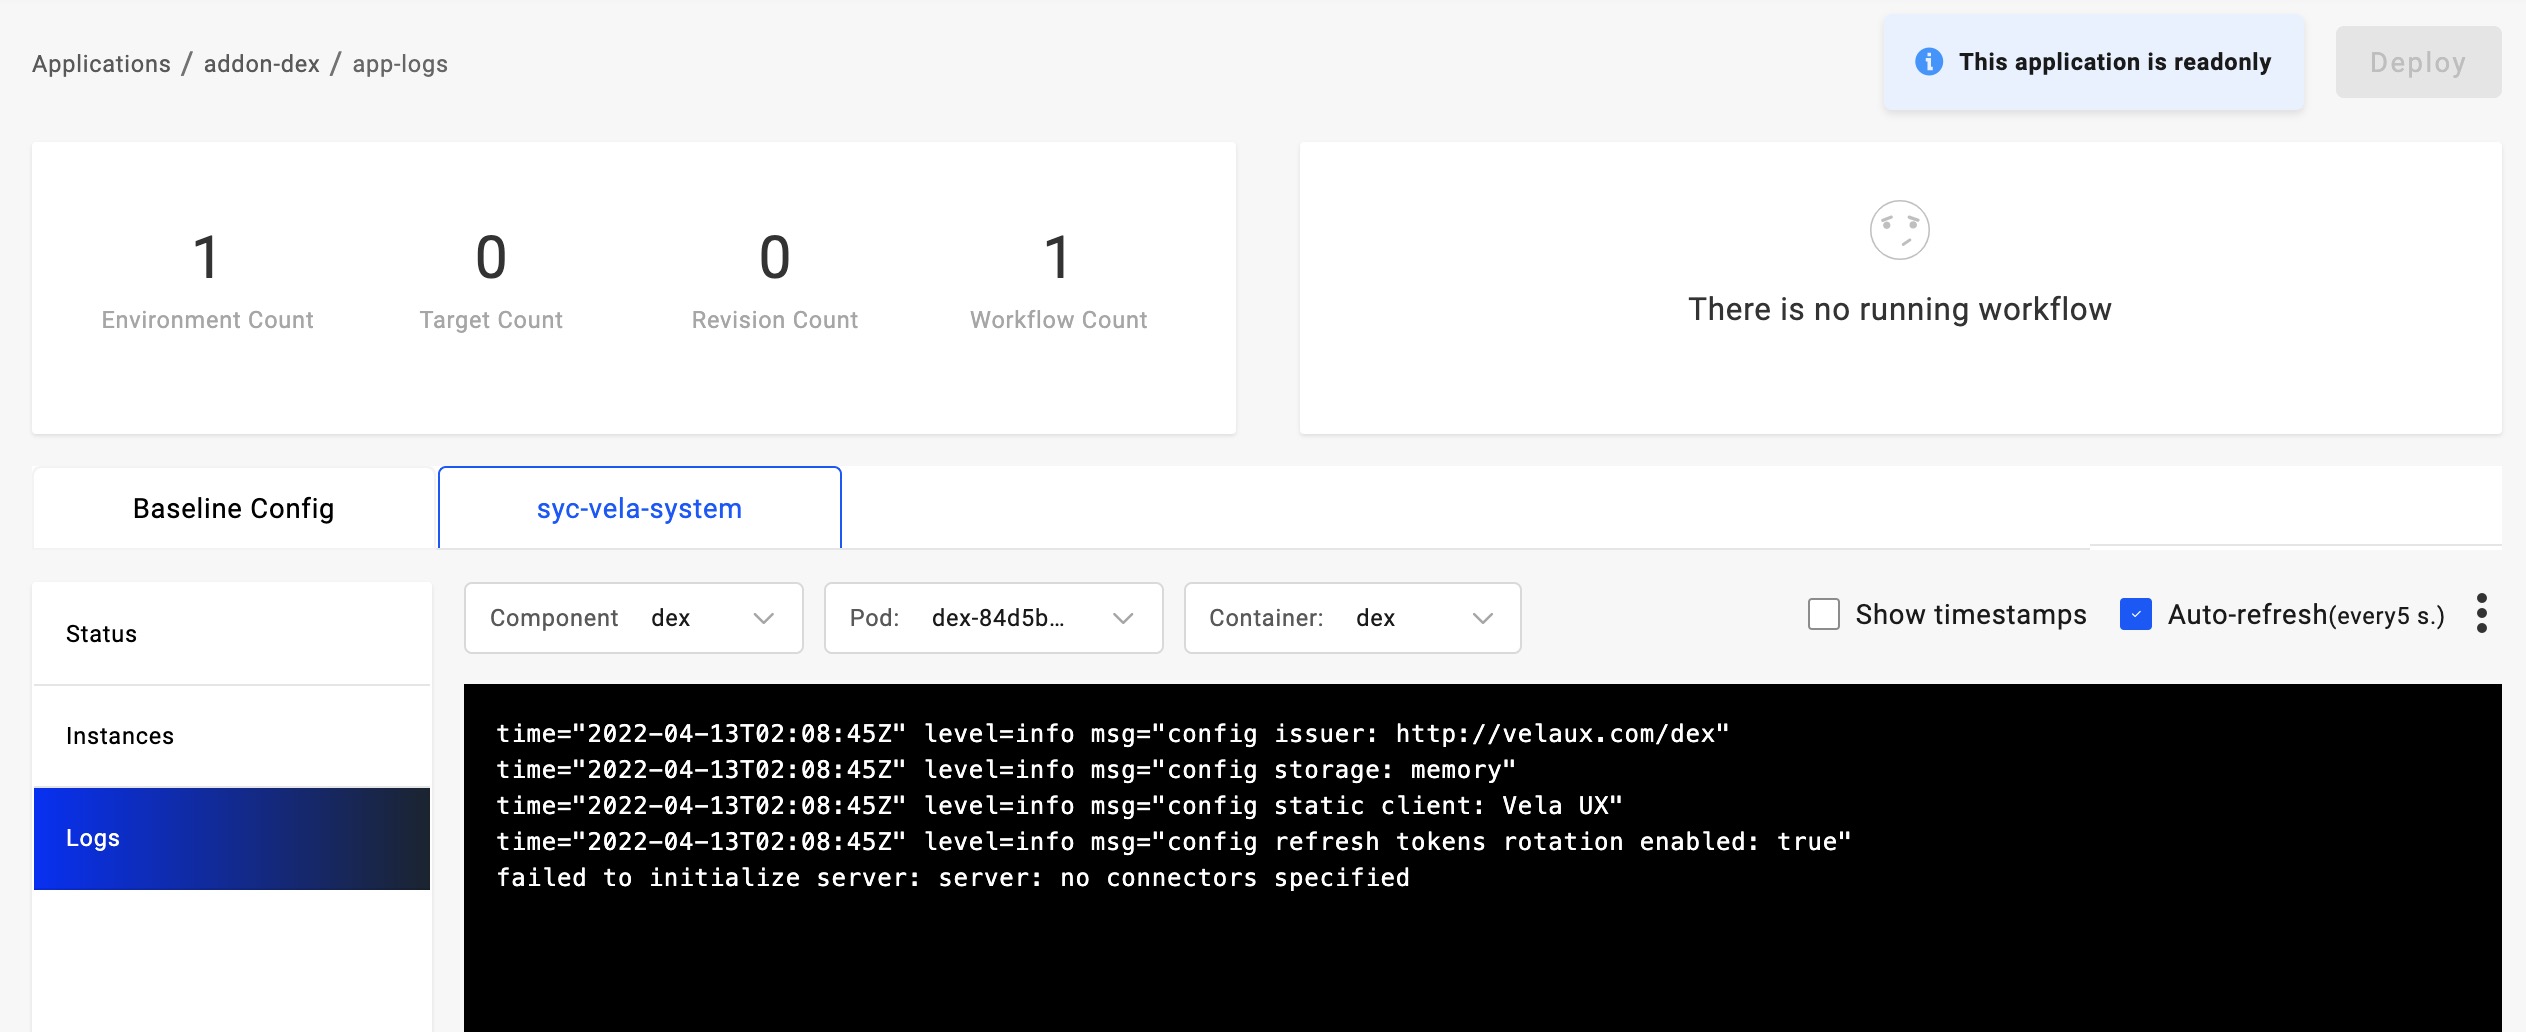 Applications / addon-dex / app-logs
This application is readonly
Deploy
1
Environment Count
0
Target Count
0
Revision Count
1
Workflow Count
There is no running workflow
Baseline Config
syc-vela-system
Status
Instances
Logs
Component dex
Pod: dex-84d5b...
Container: dex
Show timestamps
Auto-refresh(every5 s.)
time="2022-04-13T02:08:45Z" level=info msg="config issuer: http://velaux.com/dex"
time="2022-04-13T02:08:45Z" level=info msg="config storage: memory"
time="2022-04-13T02:08:45Z" level=info msg="config static client: Vela UX"
time="2022-04-13T02:08:45Z" level=info msg="config refresh tokens rotation enabled: true"
failed to initialize server: server: no connectors specified